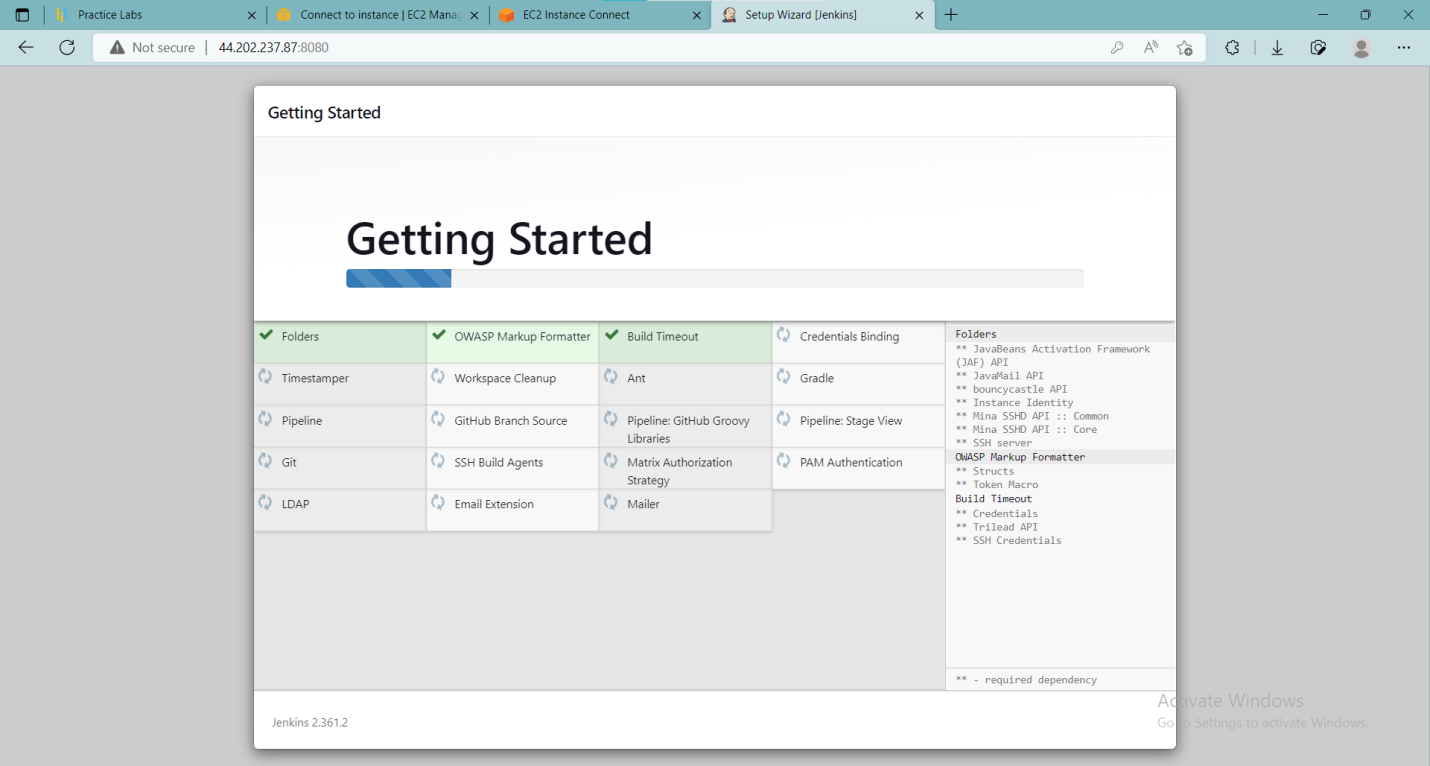 Practice Labs
Connect to instance | EC2 Manag
EC2 Instance Connect
Setup Wizard [Jenkins]
Not secure
44.202.237.87:8080
Getting Started
Getting Started
Folders
OWASP Markup Formatter
Build Timeout
Credentials Binding
Timestamper
Workspace Cleanup
Ant
Gradle
Pipeline
GitHub Branch Source
Pipeline: GitHub Groovy
Libraries
Pipeline: Stage View
Git
SSH Build Agents
Matrix Authorization
Strategy
PAM Authentication
LDAP
Email Extension
Mailer
Folders
** JavaBeans Activation Framework
(JAF) API
** JavaMail API
** bouncycastle API
** Instance Identity
** Mina SSHD API :: Common
** Mina SSHD API :: Core
** SSH server
OWASP Markup Formatter
** Structs
** Token Macro
Build Timeout
** Credentials
** Trilead API
** SSH Credentials
** - required dependency
Jenkins 2.361.2
Activate Windows
Go to Settings to activate Windows.